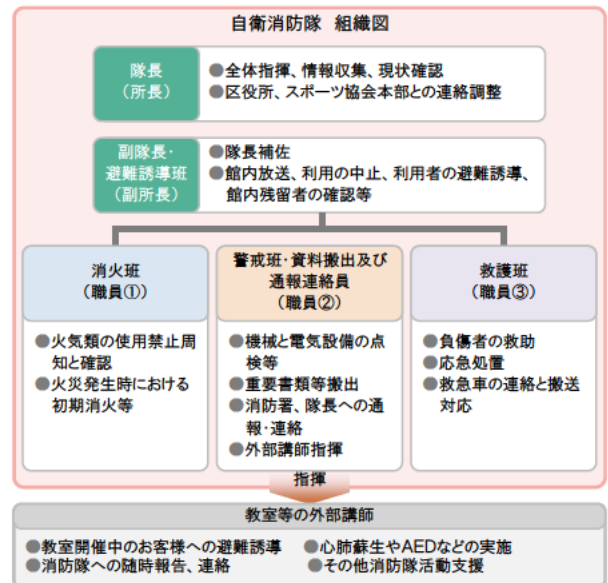 自衛消防隊 組織図
隊長
（所長）
●全体指揮、情報収集、現状確認
●区役所、スポーツ協会本部との連絡調整
副隊長・
避難誘導班
（副所長）
●隊長補佐
●館内放送、利用の中止、利用者の避難誘導、
館内残留者の確認等
消火班
（職員①）
●火気類の使用禁止周
知と確認
●火災発生時における
初期消火等
警戒班・資料搬出及び
通報連絡員
（職員②）
●機械と電気設備の点
検等
●重要書類等搬出
●消防署、隊長への通
報・連絡
●外部講師指揮
救護班
（職員③）
●負傷者の救助
●応急処置
●救急車の連絡と搬送
対応
指揮
教室等の外部講師
●教室開催中のお客様への避難誘導
●消防隊への随時報告、連絡
●心肺蘇生やAEDなどの実施
●その他消防隊活動支援